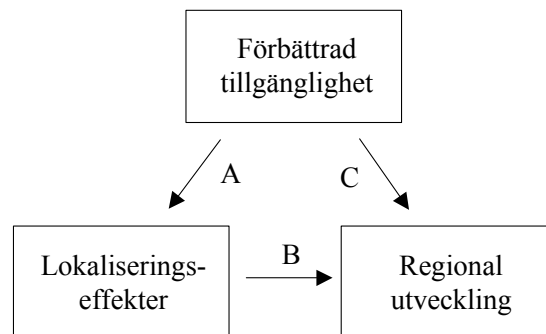 Förbättrad
tillgänglighet
A
C
Lokaliserings-
effekter
B
Regional
utveckling